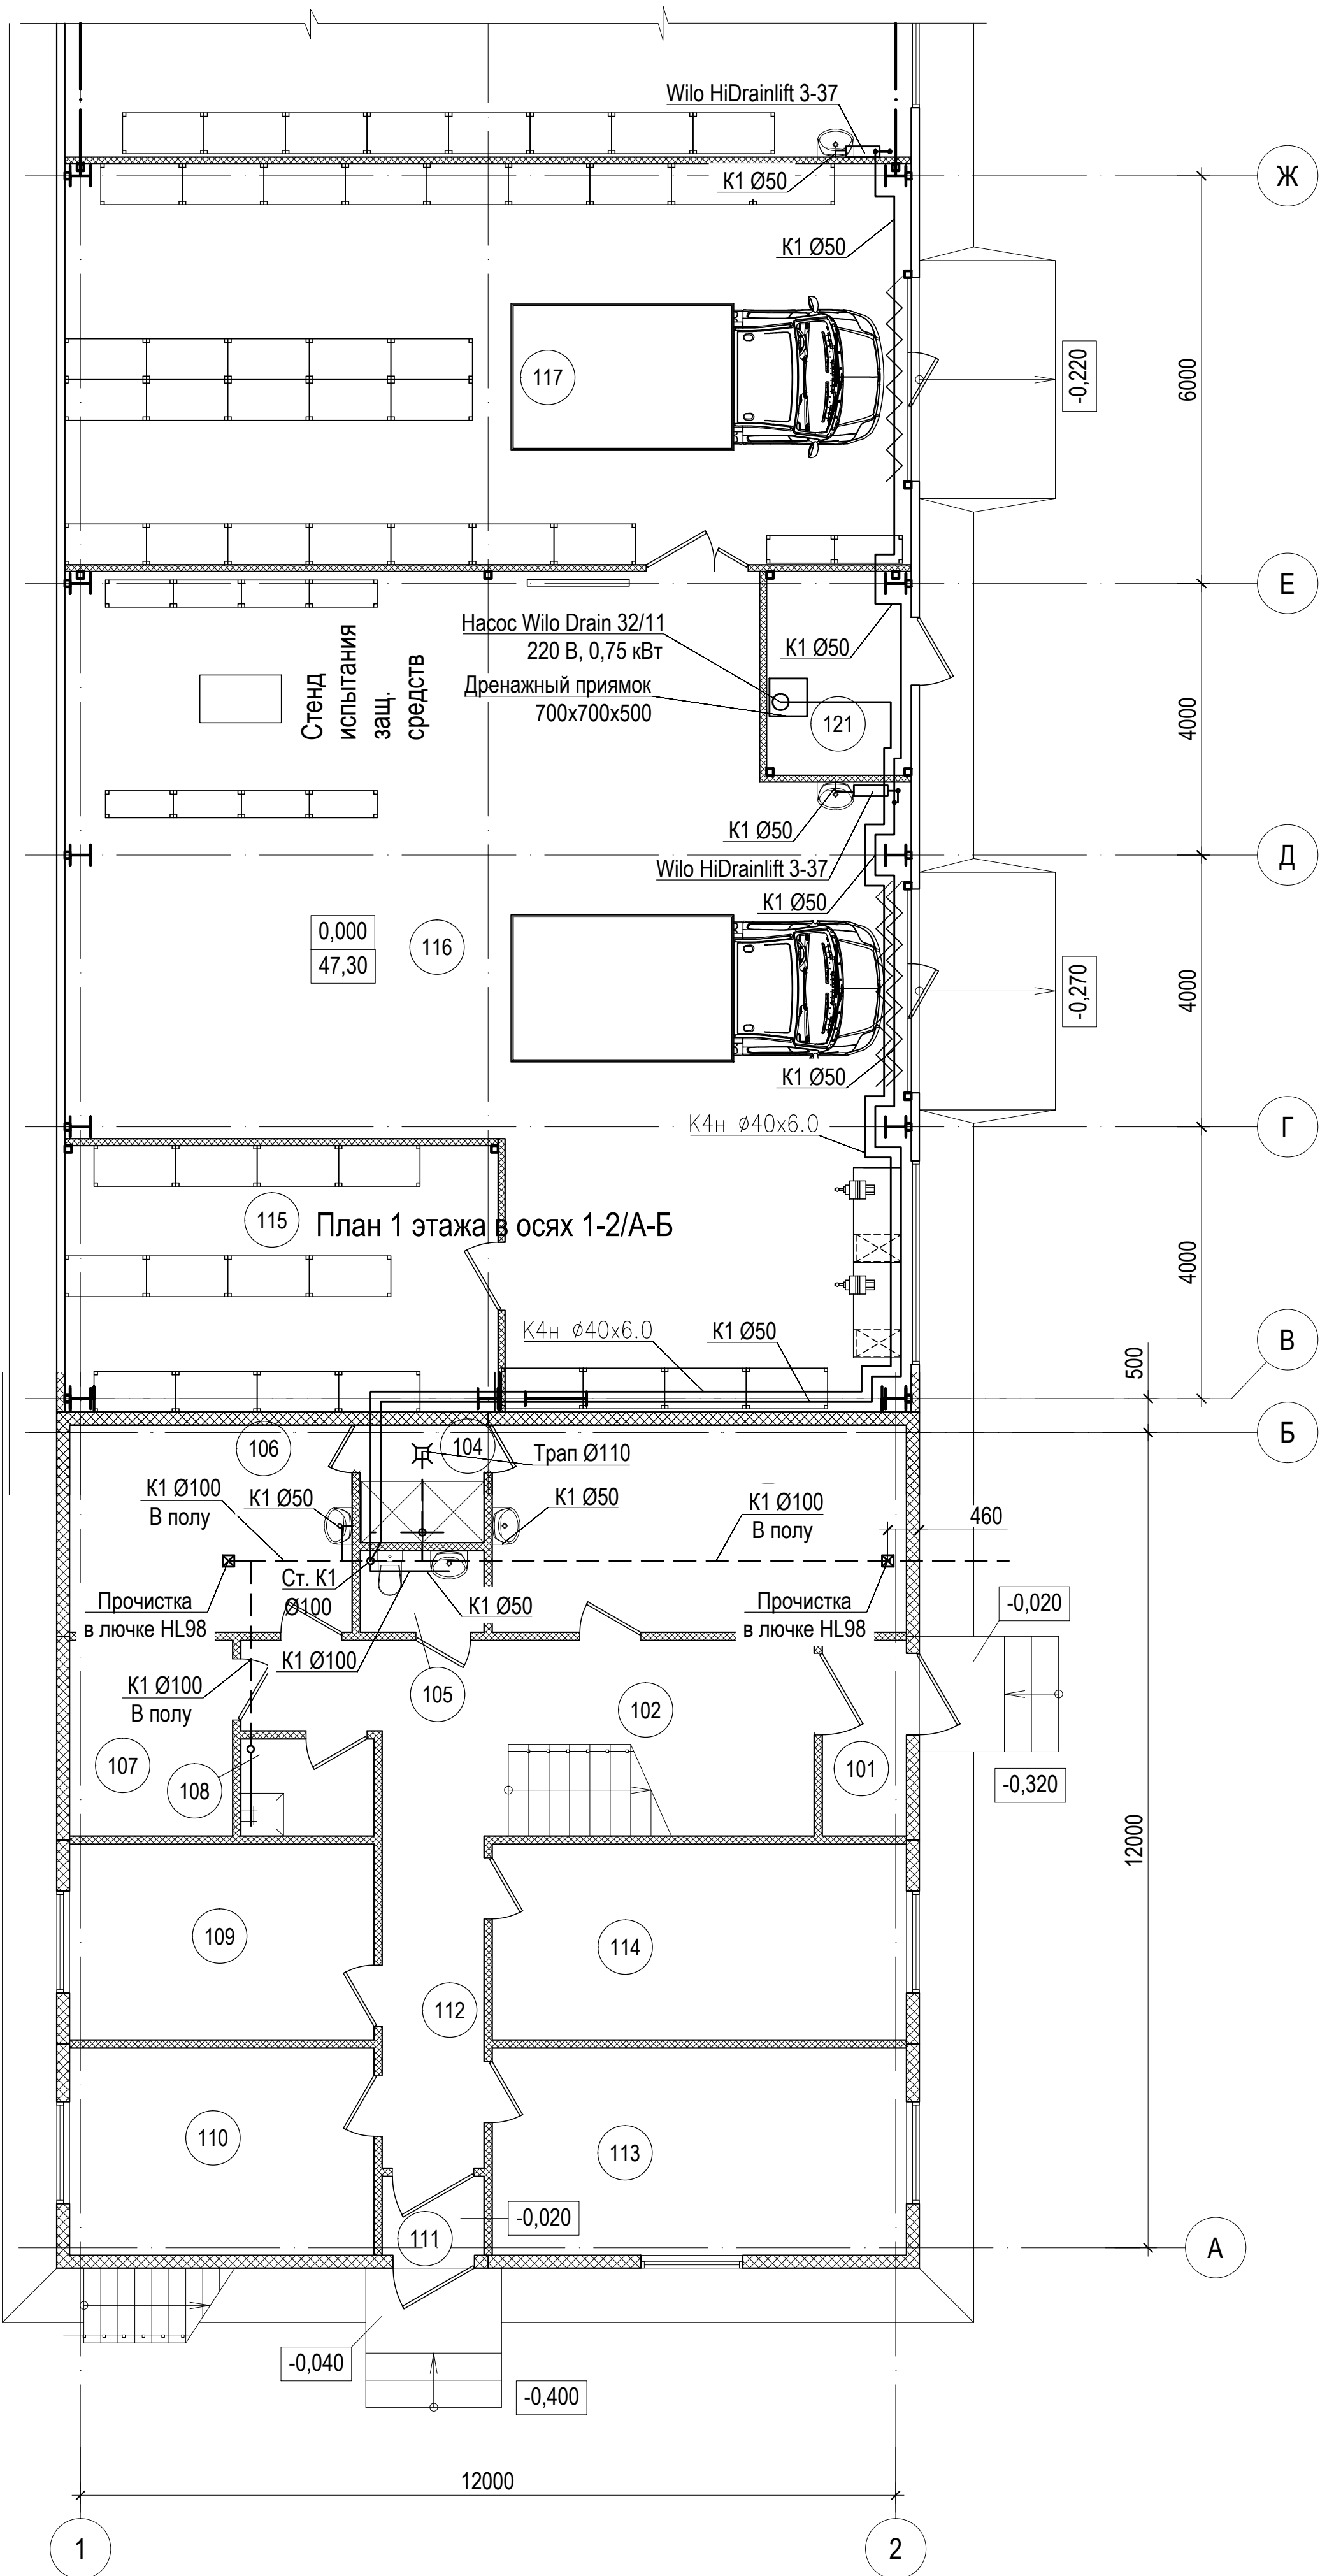 Wilo HiDrainlift 3-37
К1 Ø50
Ж
К1 Ø50
117
-0,220
6000
Е
Насос Wilo Drain 32/11
220 В, 0,75 кВт
К1 Ø50
Стенд
испытания
защ.
средств
Дренажный приямок
700x700x500
121
4000
К1 Ø50
Д
Wilo HiDrainlift 3-37
К1 Ø50
0,000
47,30
116
-0,270
4000
К1 Ø50
К4н ø40x6.0
Г
115
План 1 этажа в осях 1-2/А-Б
4000
К4н ø40x6.0
К1 Ø50
В
500
Б
106
104
Трап Ø110
К1 Ø100
В полу
К1 Ø50
К1 Ø50
К1 Ø100
В полу
460
Ст. К1
Ø100
Прочистка
в лючке HL98
К1 Ø50
Прочистка
в лючке HL98
-0,020
К1 Ø100
К1 Ø100
В полу
105
102
107
108
101
-0,320
12000
109
114
112
110
113
111
-0,020
А
-0,040
-0,400
12000
1
2